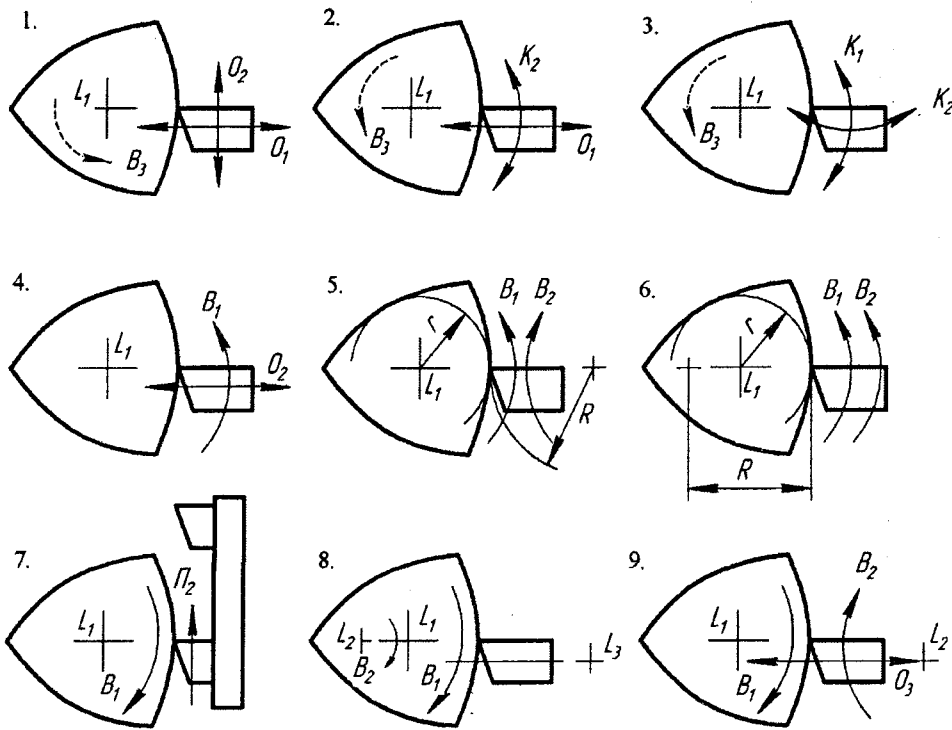 1.
L₁
B₃
O₂
O₁
2.
L₁
B₃
K₂
O₁
3.
L₁
B₃
K₁
K₂
4.
L₁
B₁
O₂
5.
r
L₁
B₁ B₂
R
6.
r
L₁
B₁ B₂
R
7.
L₁
B₁
П₂
8.
L₂
L₁
B₂
B₁
L₃
9.
L₁
B₁
B₂
L₂
O₃